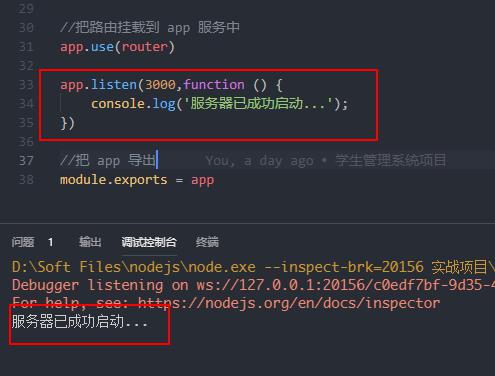 29
30 //把路由挂载到 app 服务中
31 app.use(router)
32
33 app.listen(3000,function () {
34 console.log('服务器已成功启动...');
35 })
36
37 //把 app 导出 You, a day ago • 学生管理系统项目
38 module.exports = app
问题 1 输出 调试控制台 终端
D:\Soft Files\nodejs\node.exe --inspect-brk=20156 实战项目\
Debugger listening on ws://127.0.0.1:20156/c0edf7bf-9d35-4
For help, see: https://nodejs.org/en/docs/inspector
服务器已成功启动...